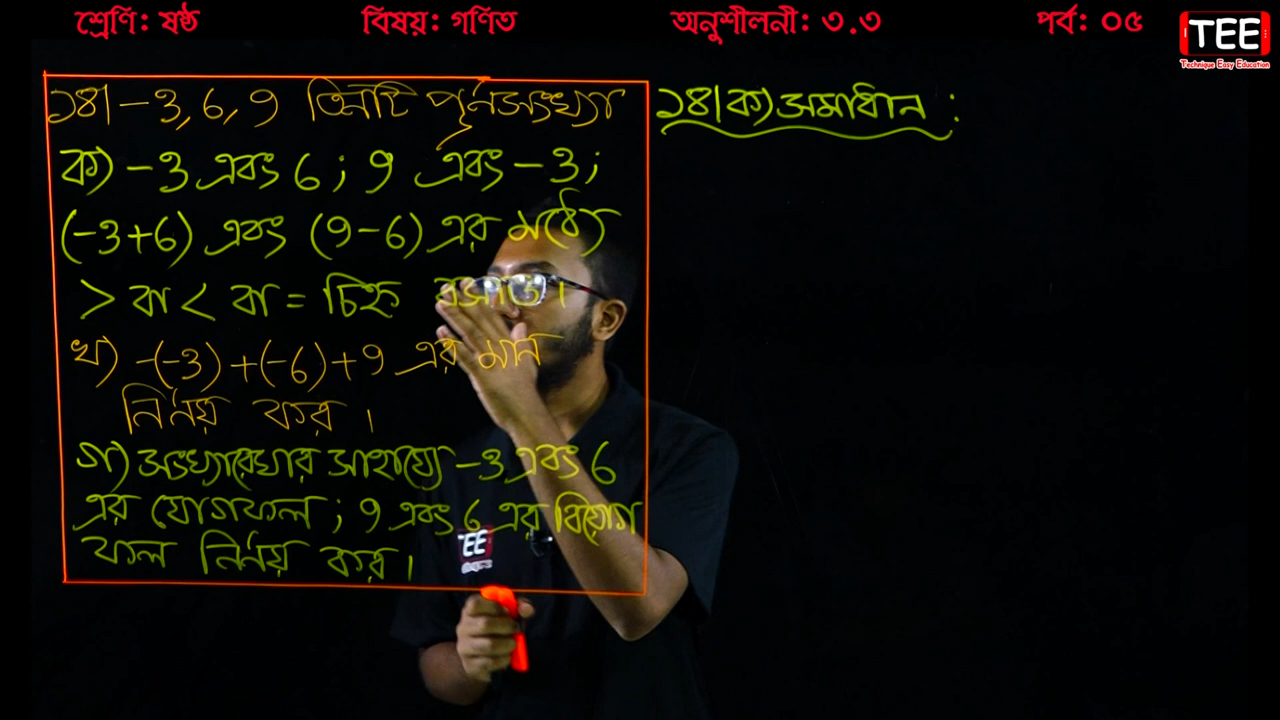 শ্রেণি: ষষ্ঠ বিষয়: গণিত অনুশীলনী: ৩.৩ পর্ব: ০৫
TEE
Technique Easy Education
১৪। -3, 6, 9 তিনটি পূর্ণসংখ্যা
ক) -3 এবং 6 ; 9 এবং -3 ;
(-3+6) এবং (9-6) এর মধ্যে
> বা < বা = চিহ্ন বসাও।
খ) -(-3) + (-6) + 9 এর মান
নির্ণয় কর ।
গ) সংখ্যারেখার সাহায্যে -3 এবং 6
এর যোগফল ; 9 এবং 6 এর বিয়োগ
ফল নির্ণয় কর ।
১৪। ক) সমাধান :